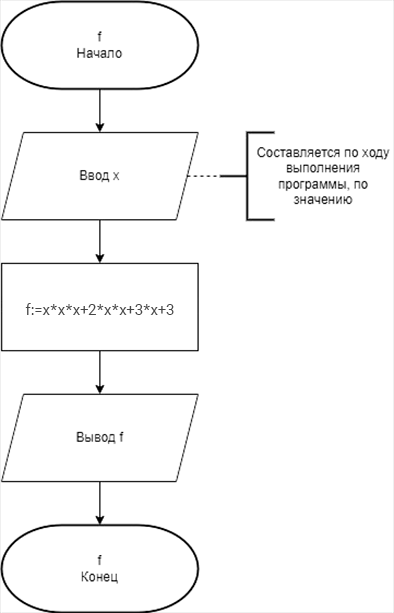 f
Начало
Ввод x
Составляется по ходу
выполнения
программы, по
значению
f:=x*x*x+2*x*x+3*x+3
Вывод f
f
Конец